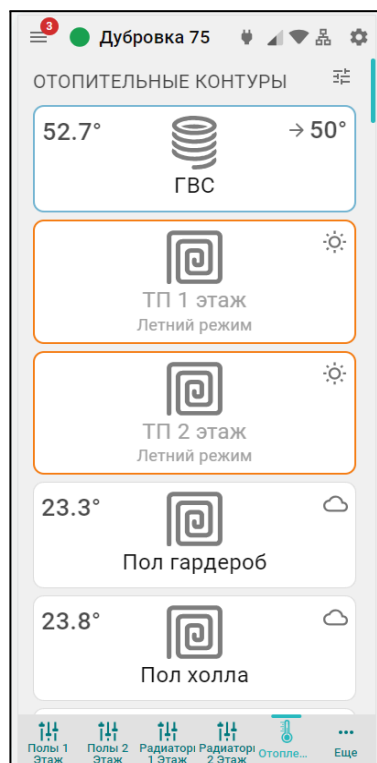 3
Дубровка 75
ОТОПИТЕЛЬНЫЕ КОНТУРЫ
52.7°
→ 50°
ГВС
ТП 1 этаж
Летний режим
ТП 2 этаж
Летний режим
23.3°
Пол гардероб
23.8°
Пол холла
Полы 1
Этаж
Полы 2
Этаж
Радиаторы
1 Этаж
Радиаторы
2 Этаж
Отопле...
Еще